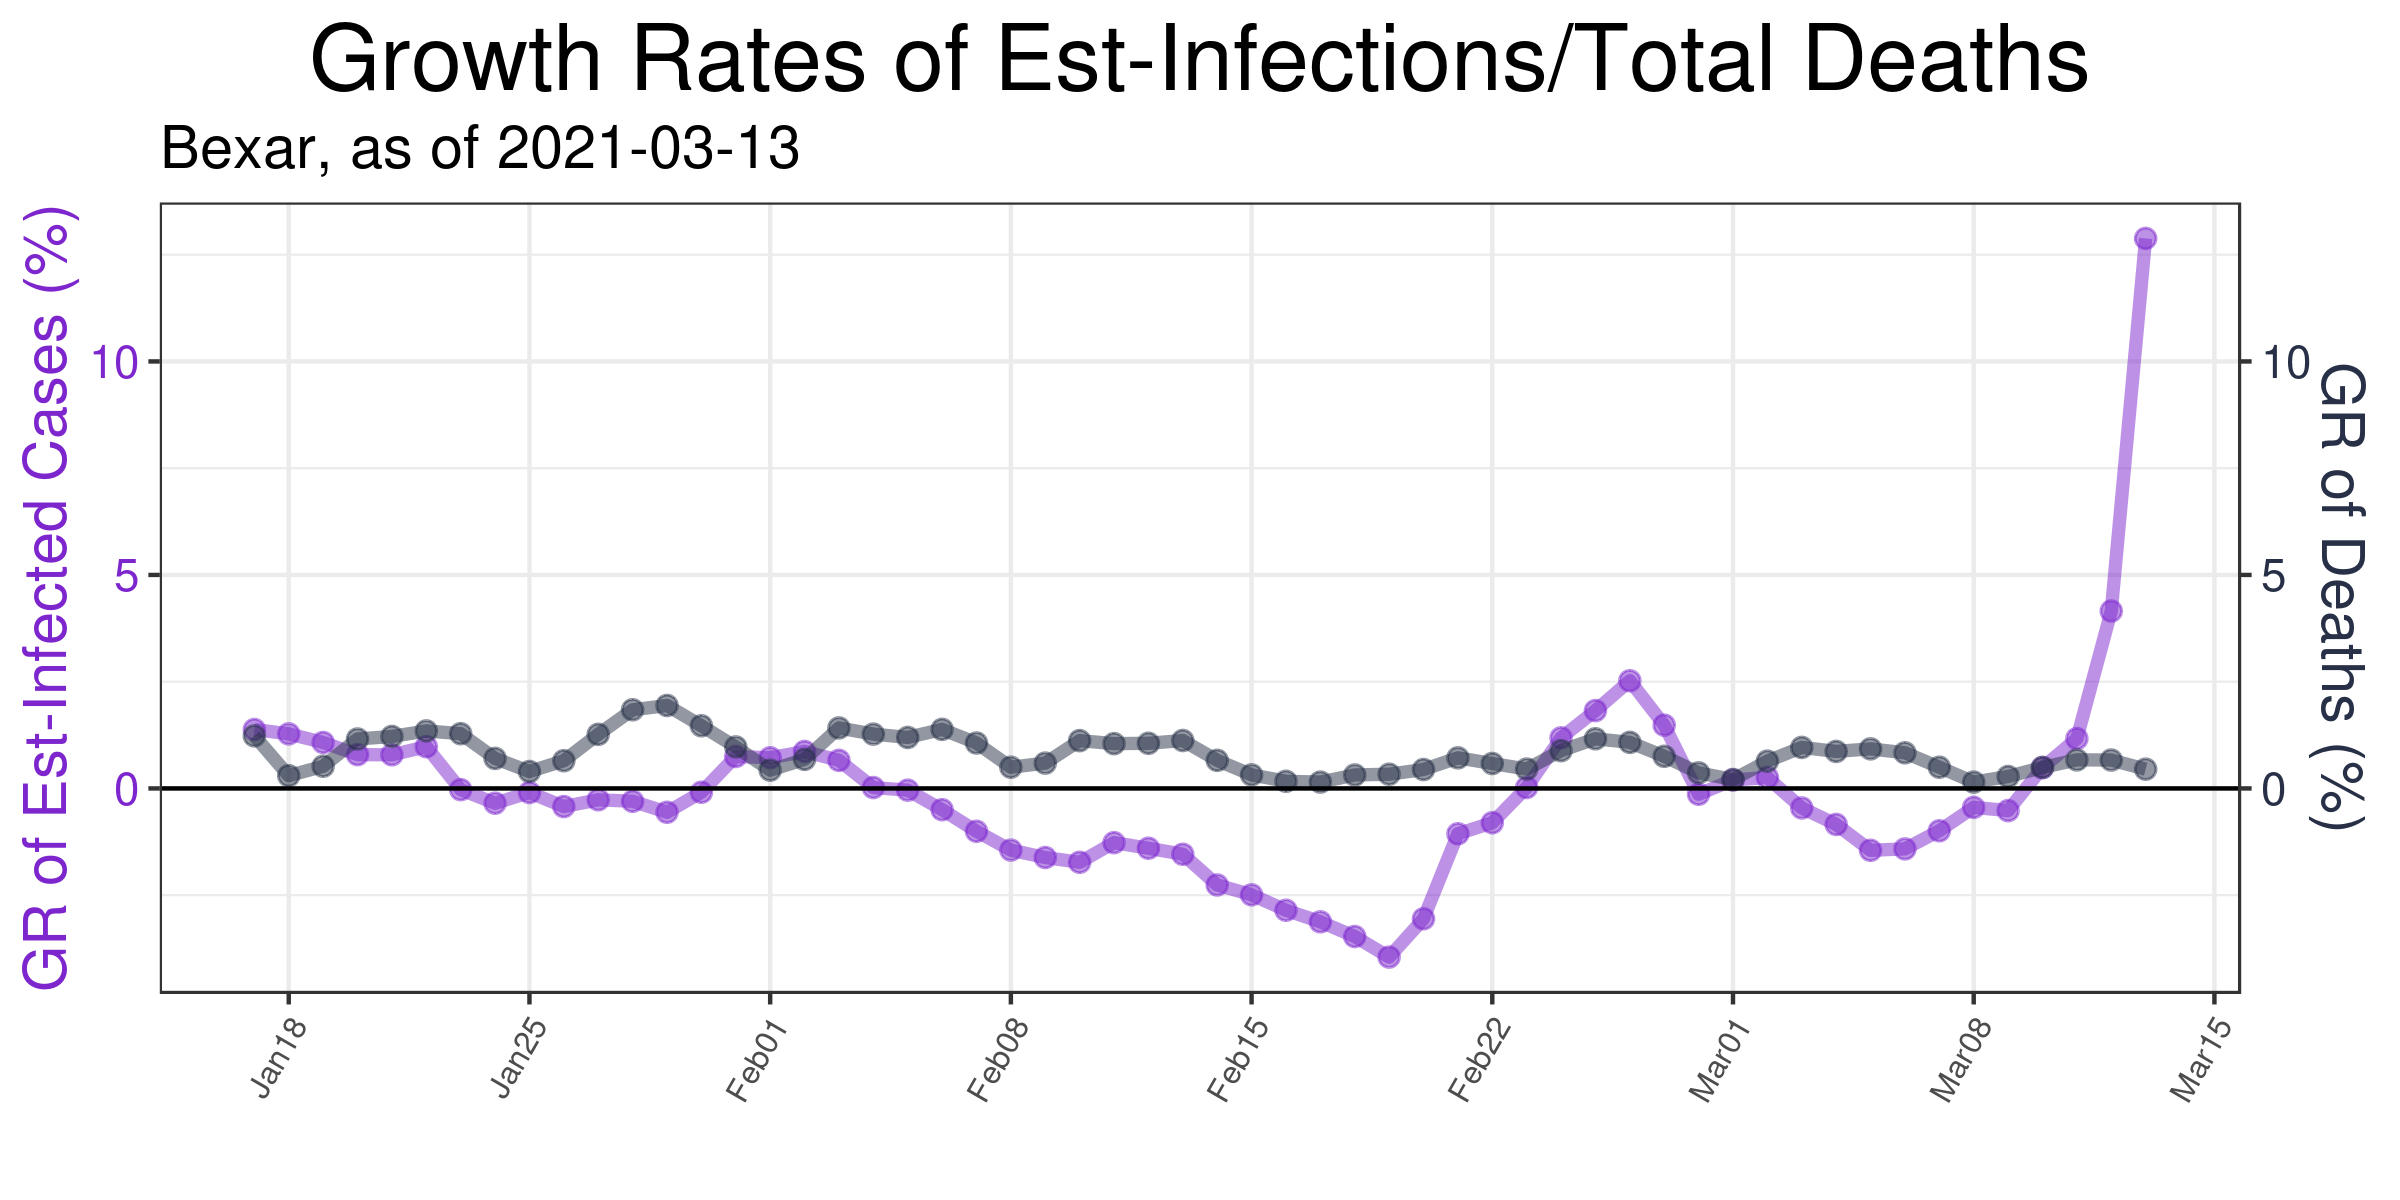 Growth Rates of Est-Infections/Total Deaths
Bexar, as of 2021-03-13
GR of Est-Infected Cases (%)
10
5
0
10
5
0
GR of Deaths (%)
Jan18
Jan25
Feb01
Feb08
Feb15
Feb22
Mar01
Mar08
Mar15